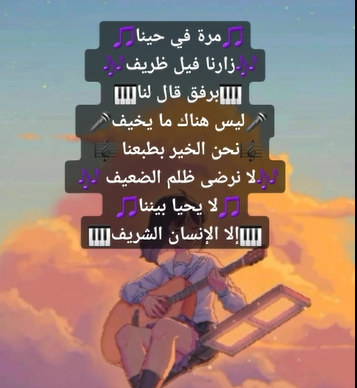 🎵مرة في حينا🎵
🎶زارنا فيل ظريف🎶
🎹برفق قال لنا🎹
🎤ليس هناك ما يخيف🎤
🎼نحن الخير بطبعنا🎼
🎶لا نرضى ظلم الضعيف🎶
🎵لا يحيا بيننا🎵
🎹إلا الإنسان الشريف🎹